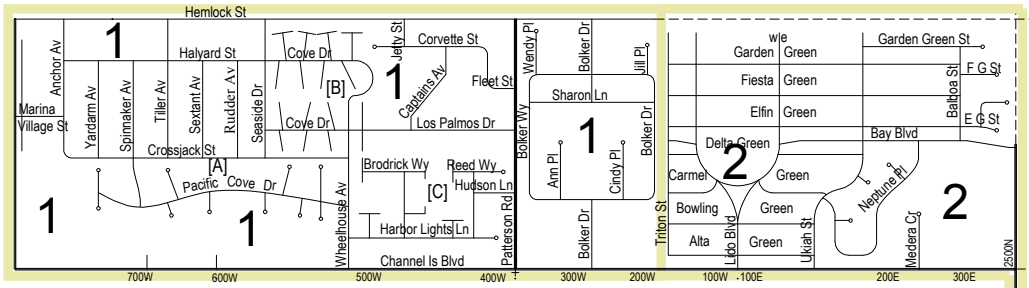 Hemlock St
Anchor Av
1
Halyard St
Cove Dr
[B]
Jetty St
Corvette St
1
Captains Av
Fleet St
Wendy Pl
Bolker Dr
Jill Pl
w/e
Garden Green
Garden Green St
F G St
Fiesta Green
Balboa St
Marina
Village St
Yardarm Av
Spinnaker Av
Tiller Av
Sextant Av
Rudder Av
Seaside Dr
Cove Dr
Los Palmos Dr
Bolker Wy
Sharon Ln
1
Bolker Dr
Elfin Green
E G St
Bay Blvd
Delta Green
2
Crossjack St
[A]
Pacific Cove Dr
1
1
Wheelhouse Av
Brodrick Wy
Reed Wy
[C]
Hudson Ln
Patterson Rd
Harbor Lights Ln
Channel Is Blvd
Ann Pl
Cindy Pl
Bolker Dr
Triton St
Carmel Green
Bowling Green
Alta Green
Lido Blvd
Ukiah St
Neptune Pl
Medera Cr
2
2500N
700W
600W
500W
400W
300W
200W
100W
100E
200E
300E